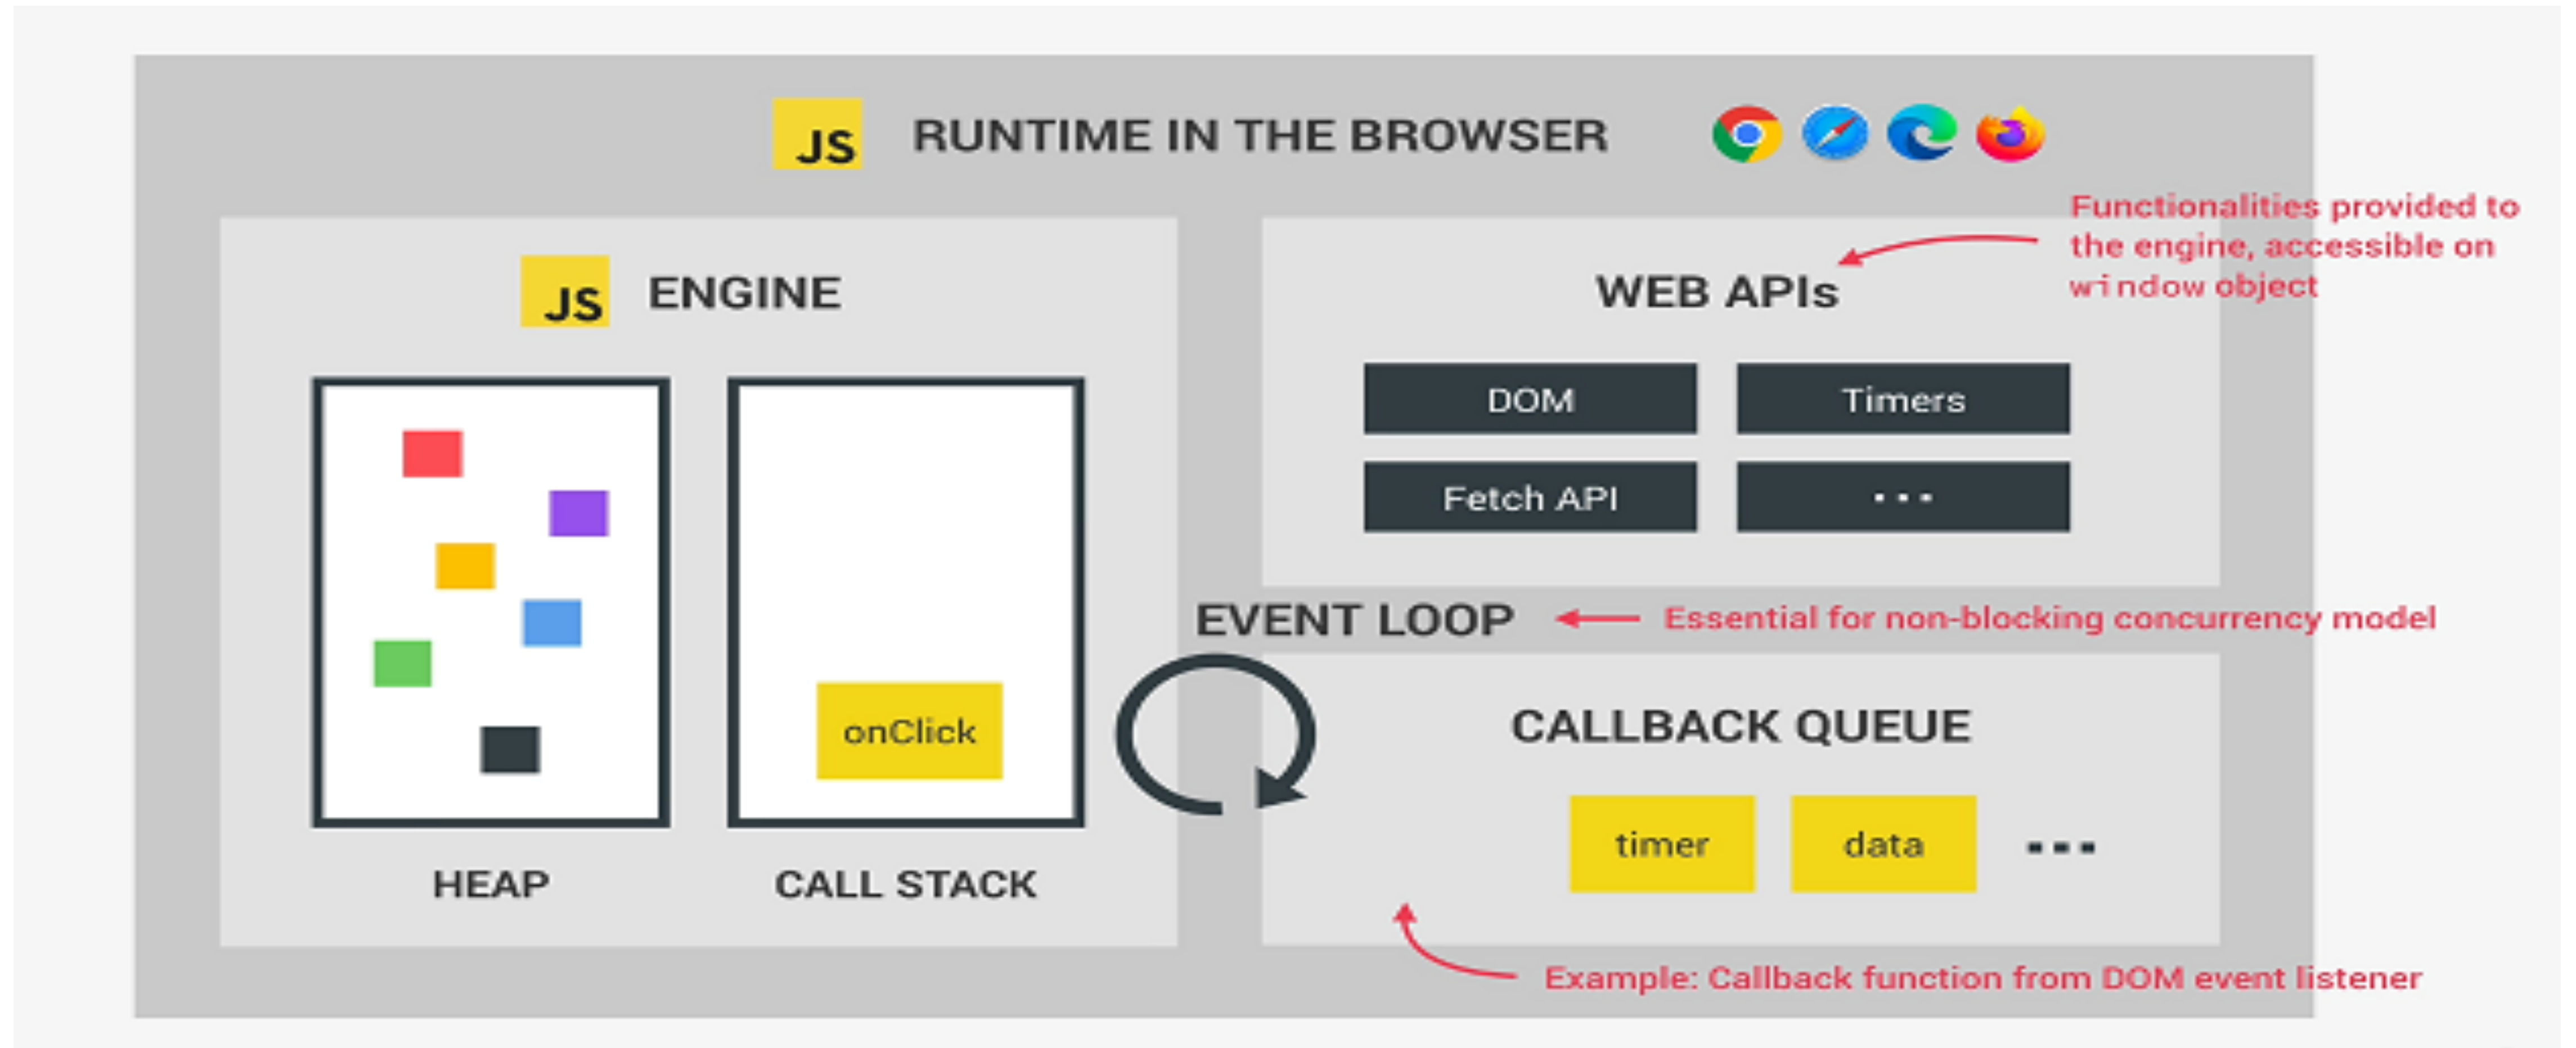 JS RUNTIME IN THE BROWSER
Functionalities provided to
the engine, accessible on
window object
JS ENGINE
WEB APIs
DOM
Timers
Fetch API
...
EVENT LOOP
Essential for non-blocking concurrency model
onClick
CALLBACK QUEUE
timer
data
...
HEAP
CALL STACK
Example: Callback function from DOM event listener